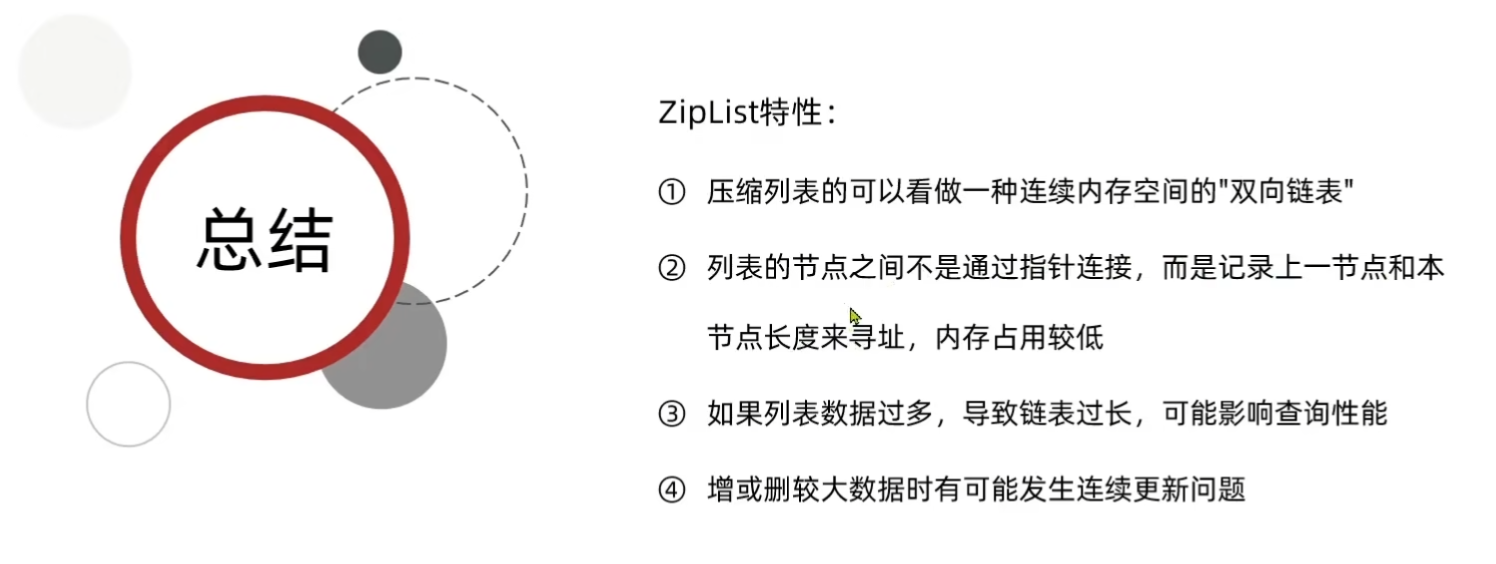 总结
ZipList特性：
① 压缩列表的可以看做一种连续内存空间的"双向链表"
② 列表的节点之间不是通过指针连接，而是记录上一节点和本
节点长度来寻址，内存占用较低
③ 如果列表数据过多，导致链表过长，可能影响查询性能
④ 增或删较大数据时有可能发生连续更新问题